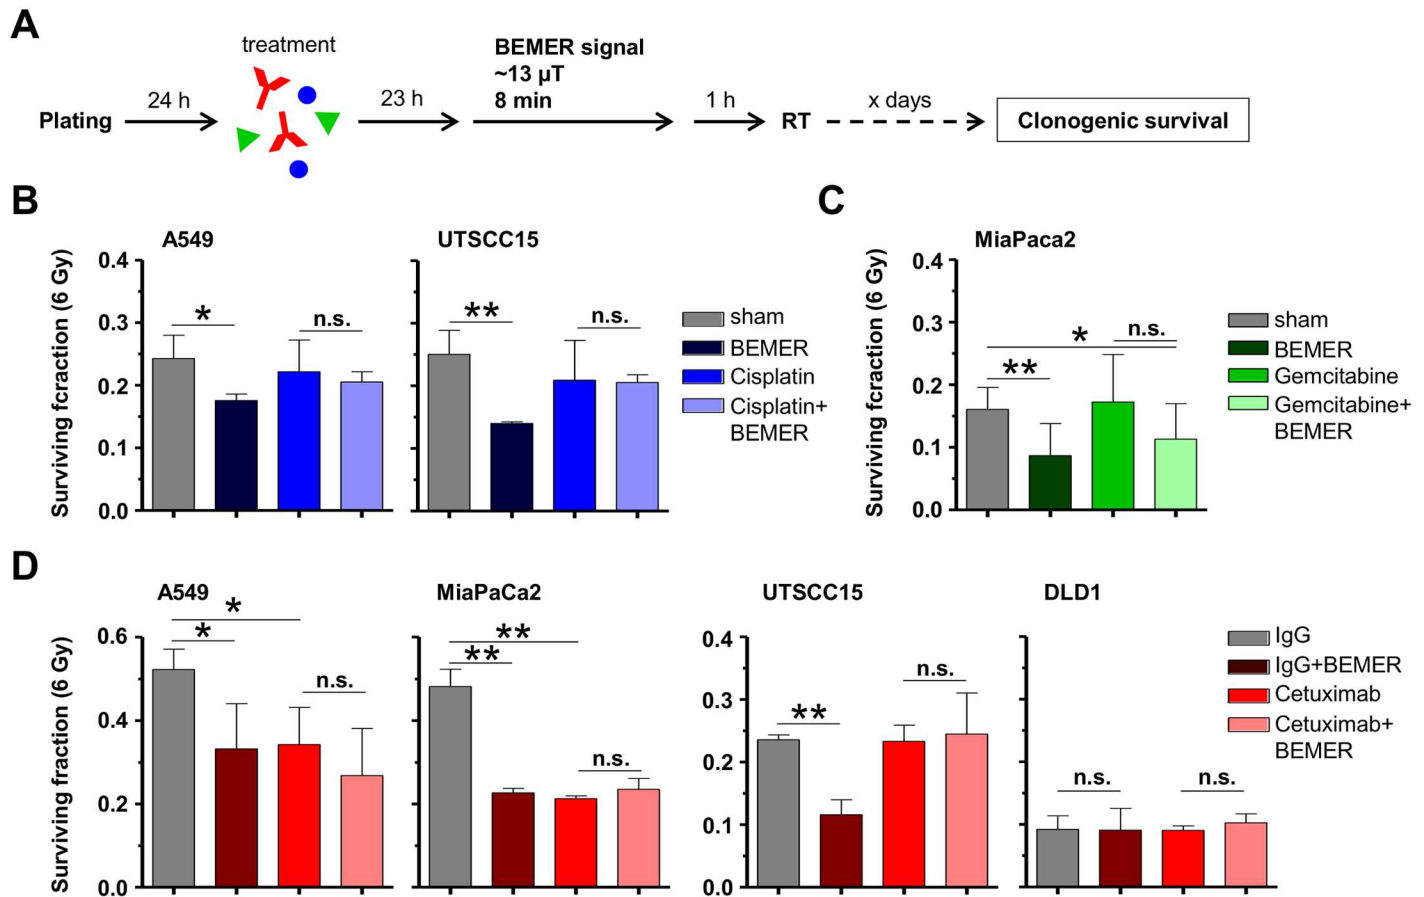 A
treatment
BEMER signal
~13 µT
8 min
24 h
23 h
1 h
x days
Plating
RT
Clonogenic survival
B
A549
UTSCC15
Surviving fcraction (6 Gy)
0.4
0.3
0.2
0.1
0.0
*
n.s.
**
n.s.
sham
BEMER
Cisplatin
Cisplatin+
BEMER
C
MiaPaca2
Surviving fcraction (6 Gy)
0.4
0.3
0.2
0.1
0.0
**
*
n.s.
sham
BEMER
Gemcitabine
Gemcitabine+
BEMER
D
A549
MiaPaCa2
UTSCC15
DLD1
Surviving fraction (6 Gy)
0.6
0.4
0.2
0.0
*
*
n.s.
**
**
n.s.
0.4
0.3
0.2
0.1
0.0
**
n.s.
n.s.
n.s.
IgG
IgG+BEMER
Cetuximab
Cetuximab+
BEMER